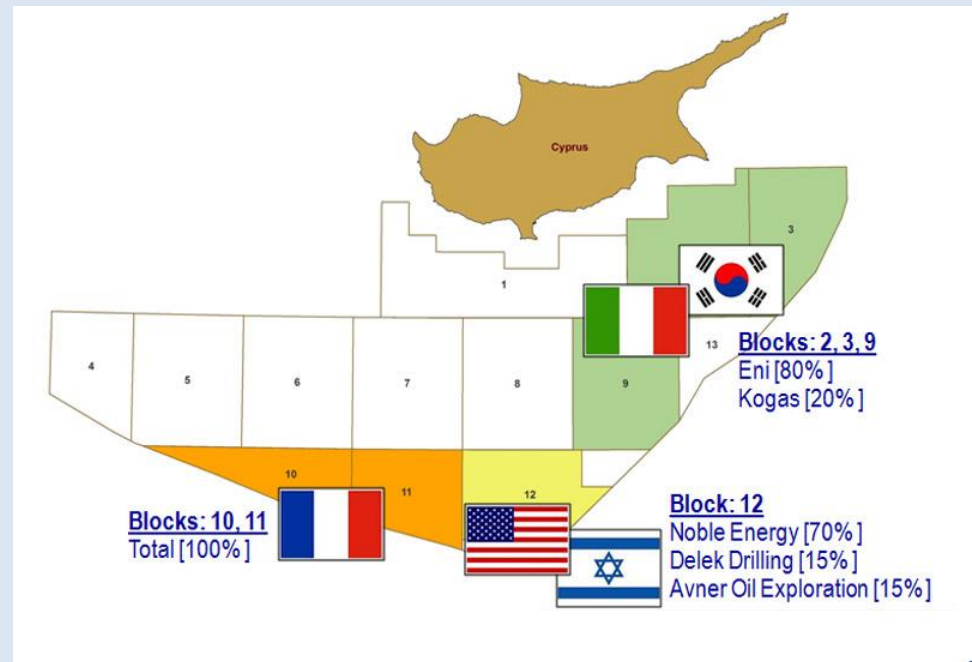 Cyprus
3
1
13
Blocks: 2, 3, 9
Eni [80%]
Kogas [20%]
4
5
6
7
8
9
10
11
12
Blocks: 10, 11
Total [100%]
Block: 12
Noble Energy [70%]
Delek Drilling [15%]
Avner Oil Exploration [15%]